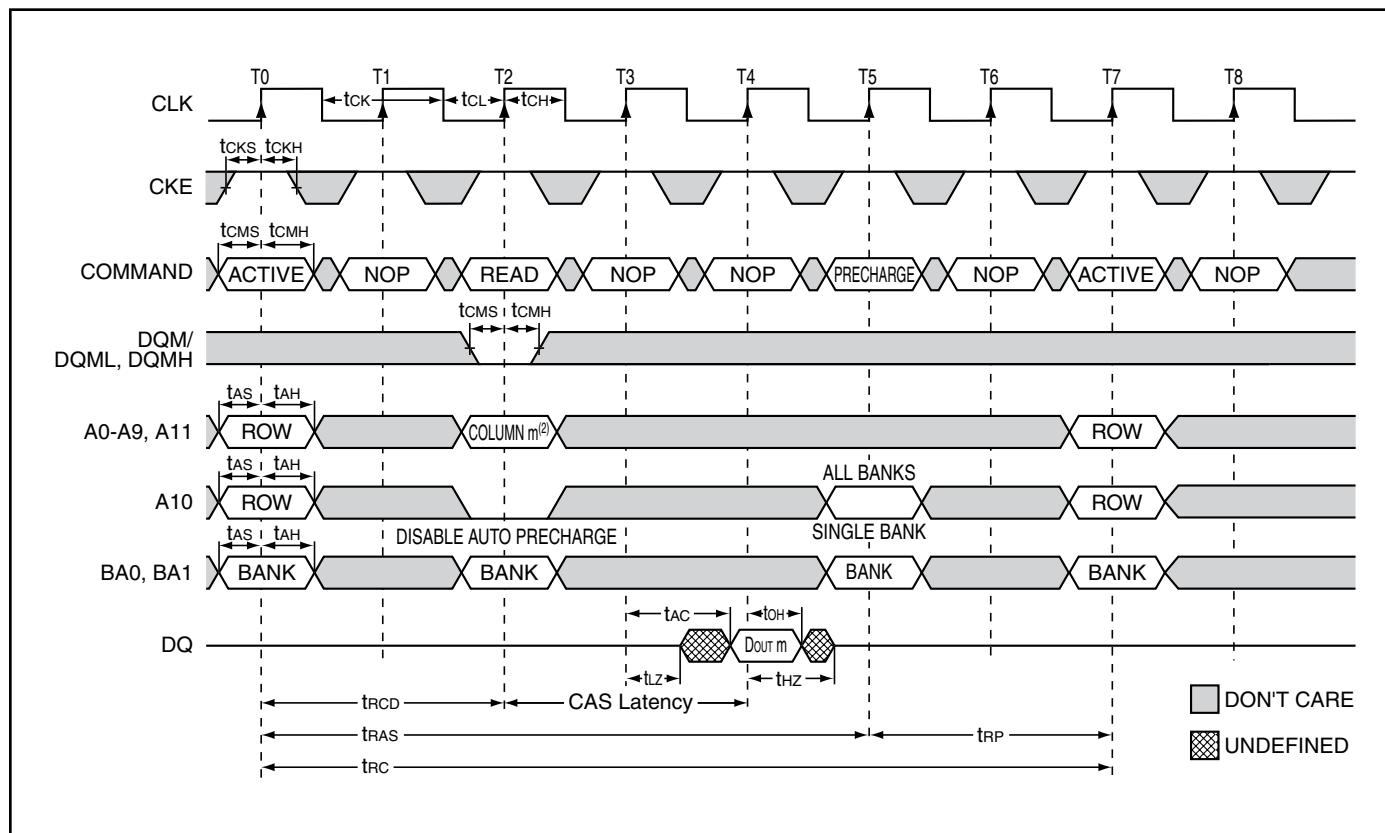 T0 T1 T2 T3 T4 T5 T6 T7 T8
CLK tCK tCL tCH
tCKS tCKH
CKE
tCMS tCMH
COMMAND ACTIVE NOP READ NOP NOP PRECHARGE NOP ACTIVE NOP
tCMS tCMH
DQM/
DQML, DQMH
tAS tAH
A0-A9, A11 ROW COLUMN m(2) ROW
tAS tAH ALL BANKS
A10 ROW ROW
DISABLE AUTO PRECHARGE SINGLE BANK
tAS tAH
BA0, BA1 BANK BANK BANK BANK
tAC tOH
DQ DOUT m
tLZ tHZ
tRCD CAS Latency DON'T CARE
tRAS tRP UNDEFINED
tRC